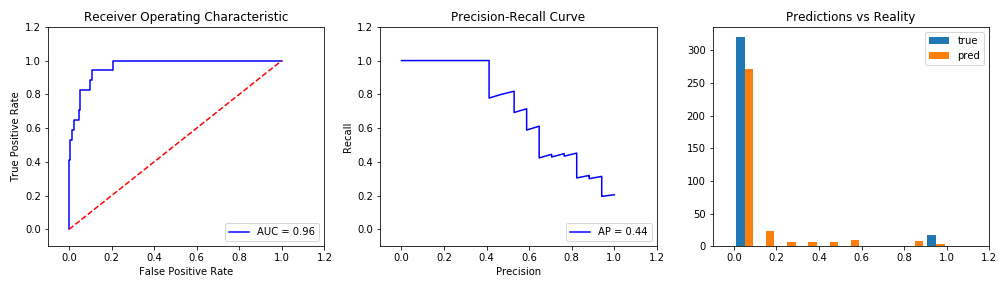 Receiver Operating Characteristic
1.2
1.0
0.8
0.6
0.4
0.2
0.0
True Positive Rate
AUC = 0.96
0.0 0.2 0.4 0.6 0.8 1.0 1.2
False Positive Rate
Precision-Recall Curve
1.2
1.0
0.8
0.6
0.4
0.2
0.0
Recall
AP = 0.44
0.0 0.2 0.4 0.6 0.8 1.0 1.2
Precision
Predictions vs Reality
true
pred
300
250
200
150
100
50
0
0.0 0.2 0.4 0.6 0.8 1.0 1.2